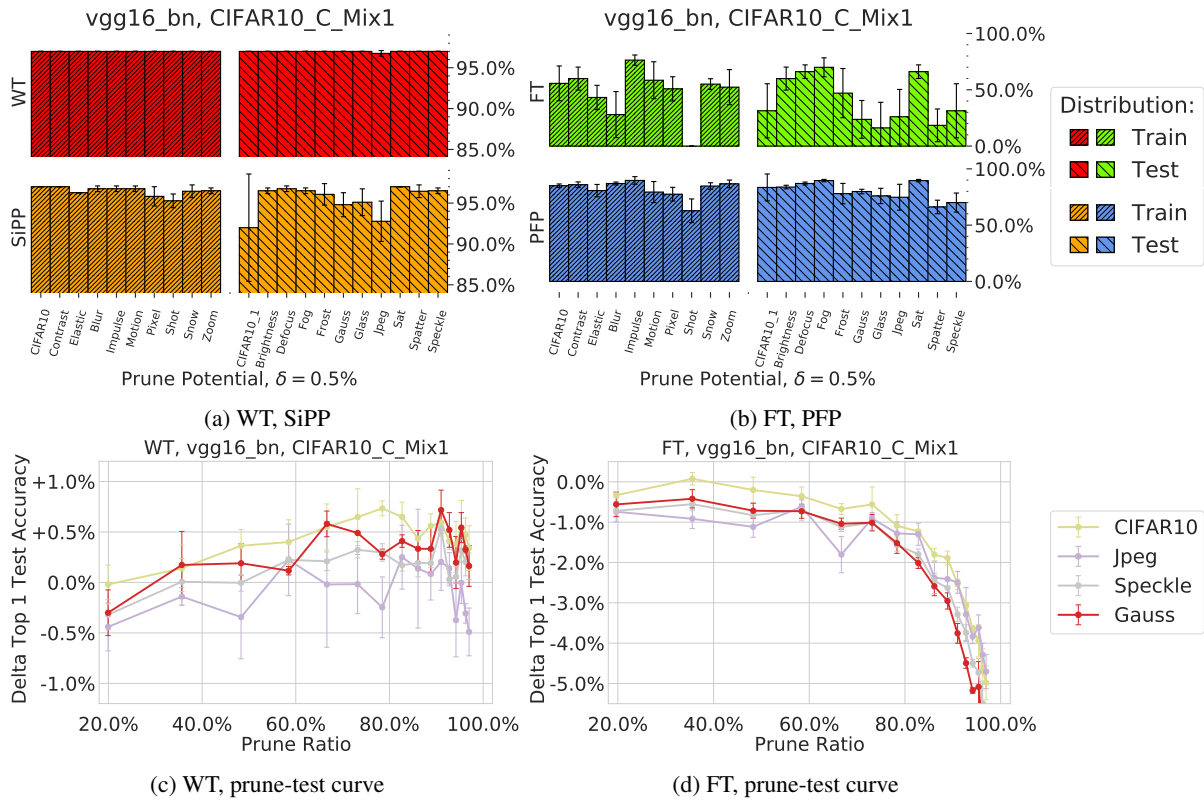 vgg16_bn, CIFAR10_C_Mix1
WT
95.0%
90.0%
85.0%
SiPP
95.0%
90.0%
85.0%
CIFAR10
Contrast
Elastic
Blur
Impulse
Motion
Pixel
Shot
Snow
Zoom
CIFAR10_1
Brightness
Defocus
Fog
Frost
Gauss
Glass
Jpeg
Sat
Spatter
Speckle
Prune Potential, δ = 0.5%
(a) WT, SiPP
vgg16_bn, CIFAR10_C_Mix1
FT
100.0%
50.0%
0.0%
PFP
100.0%
50.0%
0.0%
CIFAR10
Contrast
Elastic
Blur
Impulse
Motion
Pixel
Shot
Snow
Zoom
CIFAR10_1
Brightness
Defocus
Fog
Frost
Gauss
Glass
Jpeg
Sat
Spatter
Speckle
Prune Potential, δ = 0.5%
(b) FT, PFP
Distribution:
Train
Test
Train
Test
WT, vgg16_bn, CIFAR10_C_Mix1
Delta Top 1 Test Accuracy
+1.0%
+0.5%
0.0%
-0.5%
-1.0%
20.0%
40.0%
60.0%
80.0%
100.0%
Prune Ratio
(c) WT, prune-test curve
FT, vgg16_bn, CIFAR10_C_Mix1
Delta Top 1 Test Accuracy
0.0%
-1.0%
-2.0%
-3.0%
-4.0%
-5.0%
20.0%
40.0%
60.0%
80.0%
100.0%
Prune Ratio
(d) FT, prune-test curve
CIFAR10
Jpeg
Speckle
Gauss